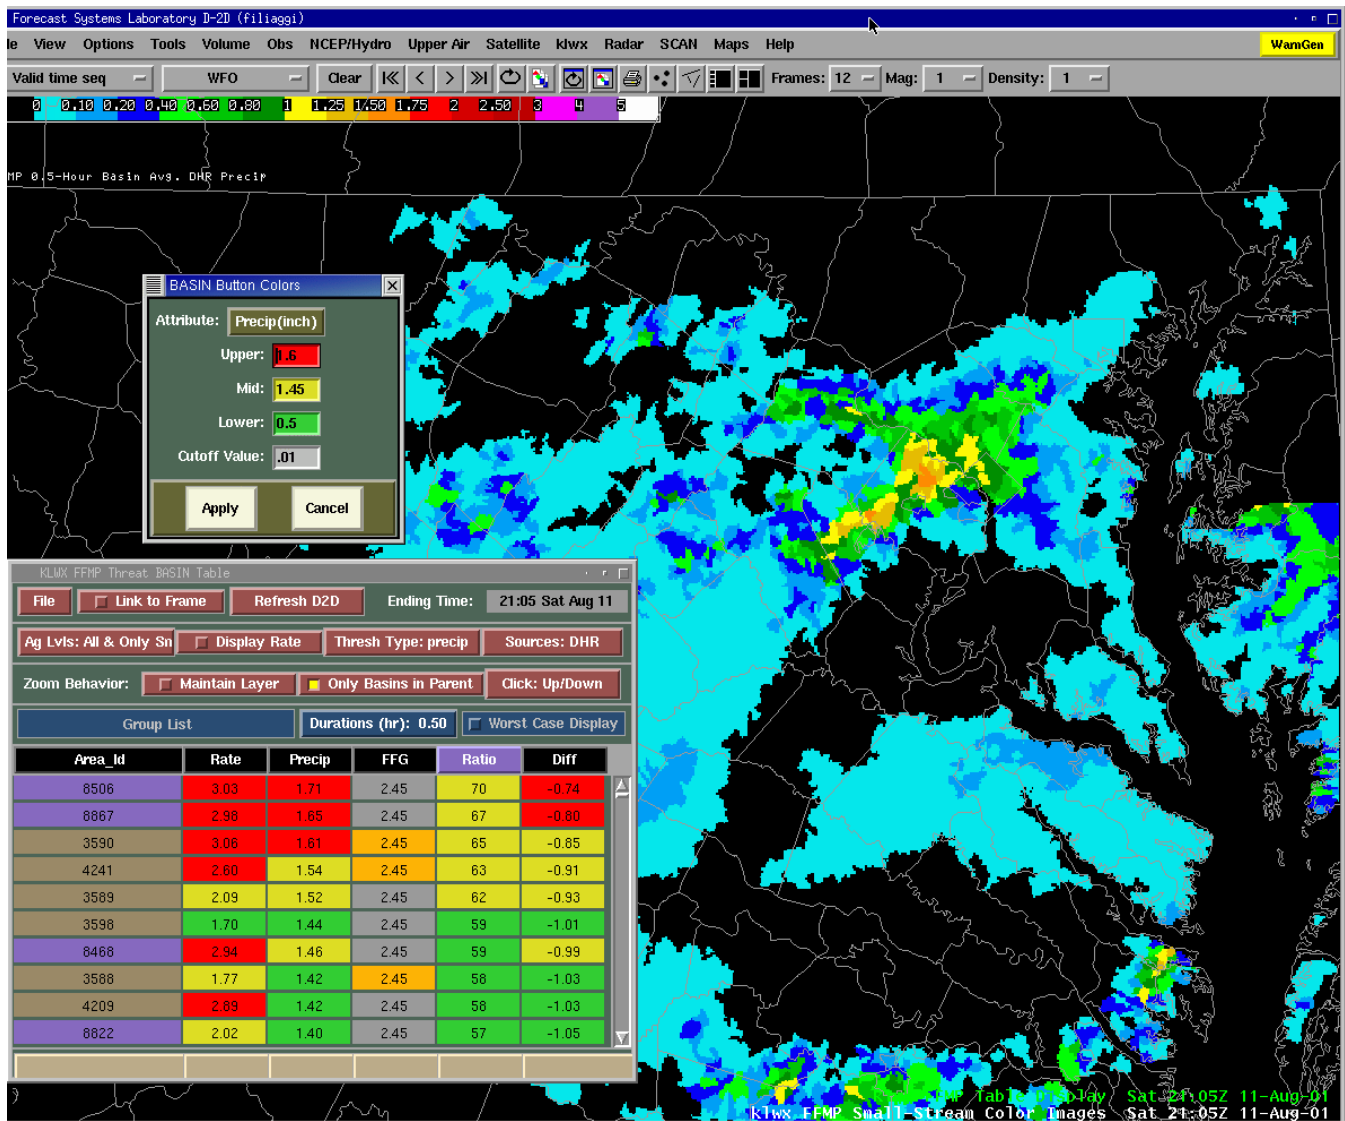 Forecast Systems Laboratory D-2D (filiaggi)
le View Options Tools Volume Obs NCEP/Hydro Upper Air Satellite klwx Radar SCAN Maps Help WarnGen
Valid time seq WFO Clear Frames: 12 Mag: 1 Density: 1
0 0.10 0.20 0.40 0.60 0.80 1 1.25 1.50 1.75 2 2.50 3 4 5
MP 0.5-Hour Basin Avg. DHR Precip
BASIN Button Colors
Attribute: Precip(inch)
Upper: 1.6
Mid: 1.45
Lower: 0.5
Cutoff Value: .01
Apply Cancel
KLWX FFMP Threat BASIN Table
File Link to Frame Refresh D2D Ending Time: 21:05 Sat Aug 11
Ag Lvls: All & Only Sn Display Rate Thresh Type: precip Sources: DHR
Zoom Behavior: Maintain Layer Only Basins in Parent Click: Up/Down
Group List Durations (hr): 0.50 Worst Case Display
Area_Id Rate Precip FFG Ratio Diff
8506 3.03 1.71 2.45 70 -0.74
8867 2.98 1.65 2.45 67 -0.80
3590 3.06 1.61 2.45 65 -0.85
4241 2.60 1.54 2.45 63 -0.91
3589 2.09 1.52 2.45 62 -0.93
3598 1.70 1.44 2.45 59 -1.01
8468 2.94 1.46 2.45 59 -0.99
3588 1.77 1.42 2.45 58 -1.03
4209 2.89 1.42 2.45 58 -1.03
8822 2.02 1.40 2.45 57 -1.05
Table Display Sat 21:05Z 11-Aug-01
klwx FFMP Small-Stream Color Images Sat 21:05Z 11-Aug-01